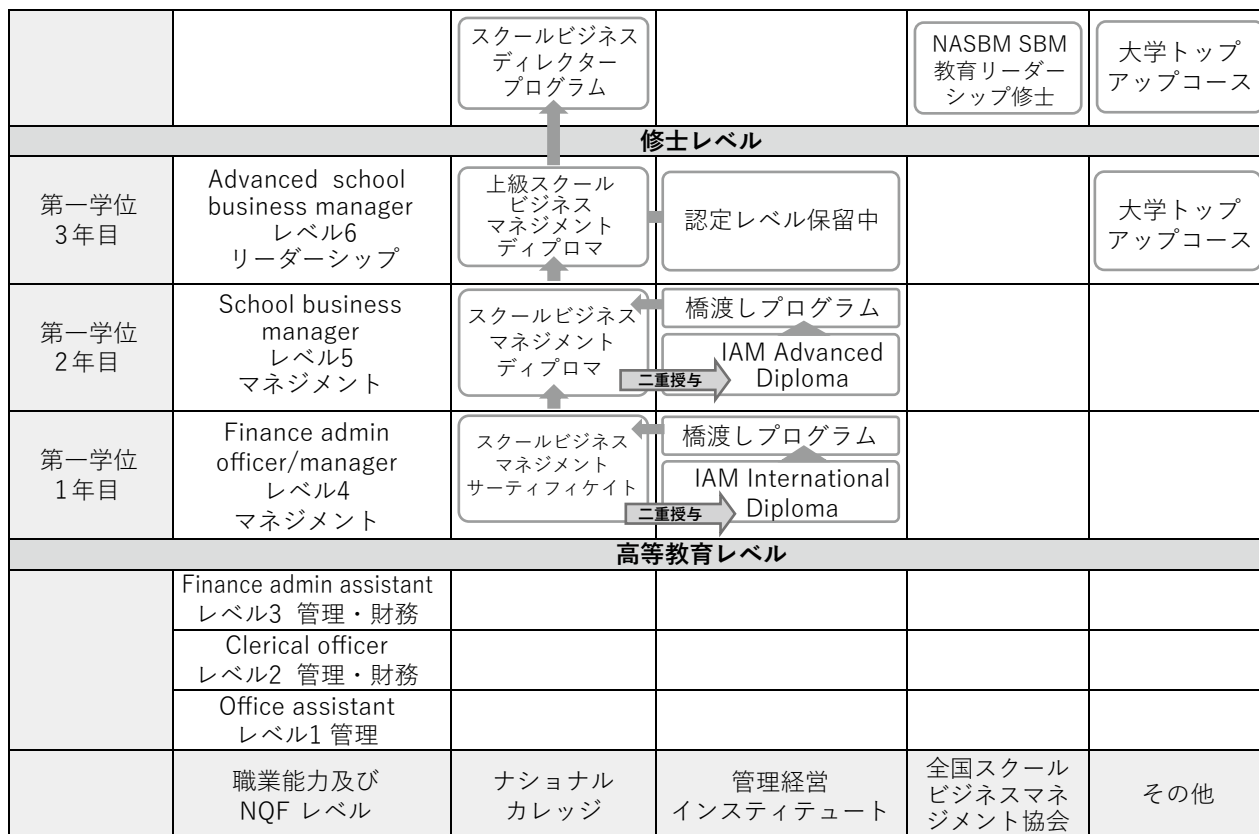 スクールビジネス
ディレクター
プログラム
NASBM SBM
教育リーダー
シップ修士
大学トップ
アップコース
修士レベル
第一学位
3年目
Advanced school
business manager
レベル6
リーダーシップ
上級スクール
ビジネス
マネジメント
ディプロマ
認定レベル保留中
大学トップ
アップコース
第一学位
2年目
School business
manager
レベル5
マネジメント
スクールビジネス
マネジメント
ディプロマ
橋渡しプログラム
IAM Advanced
Diploma
二重授与
第一学位
1年目
Finance admin
officer/manager
レベル4
マネジメント
スクールビジネス
マネジメント
サーティフィケイト
橋渡しプログラム
IAM International
Diploma
二重授与
高等教育レベル
Finance admin assistant
レベル3 管理・財務
Clerical officer
レベル2 管理・財務
Office assistant
レベル1 管理
職業能力及び
NQF レベル
ナショナル
カレッジ
管理経営
インスティテュート
全国スクール
ビジネスマネ
ジメント協会
その他